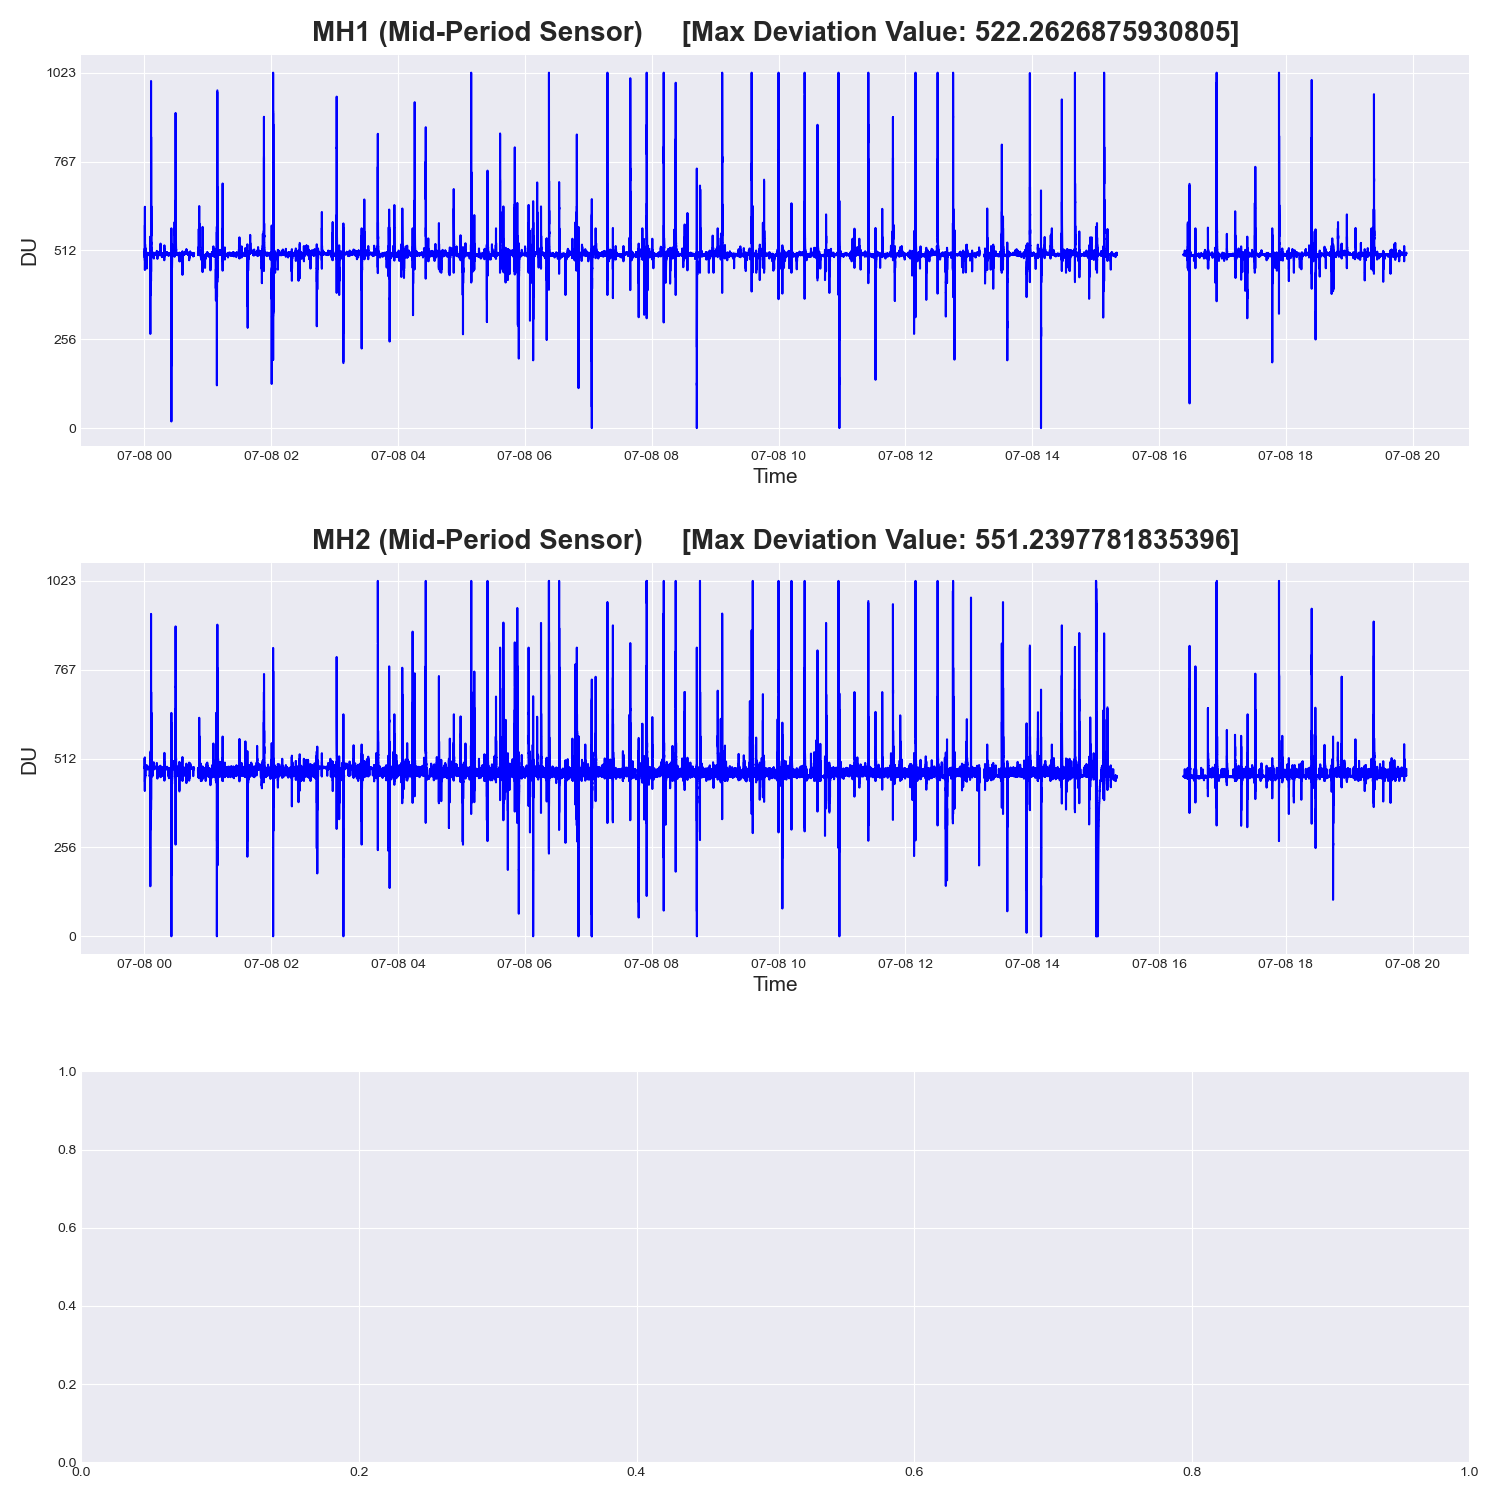 MH1 (Mid-Period Sensor) [Max Deviation Value: 522.2626875930805]
1023
767
512
256
0
DU
07-08 00 07-08 02 07-08 04 07-08 06 07-08 08 07-08 10 07-08 12 07-08 14 07-08 16 07-08 18 07-08 20
Time
MH2 (Mid-Period Sensor) [Max Deviation Value: 551.2397781835396]
1023
767
512
256
0
DU
07-08 00 07-08 02 07-08 04 07-08 06 07-08 08 07-08 10 07-08 12 07-08 14 07-08 16 07-08 18 07-08 20
Time
1.0
0.8
0.6
0.4
0.2
0.0
0.0 0.2 0.4 0.6 0.8 1.0